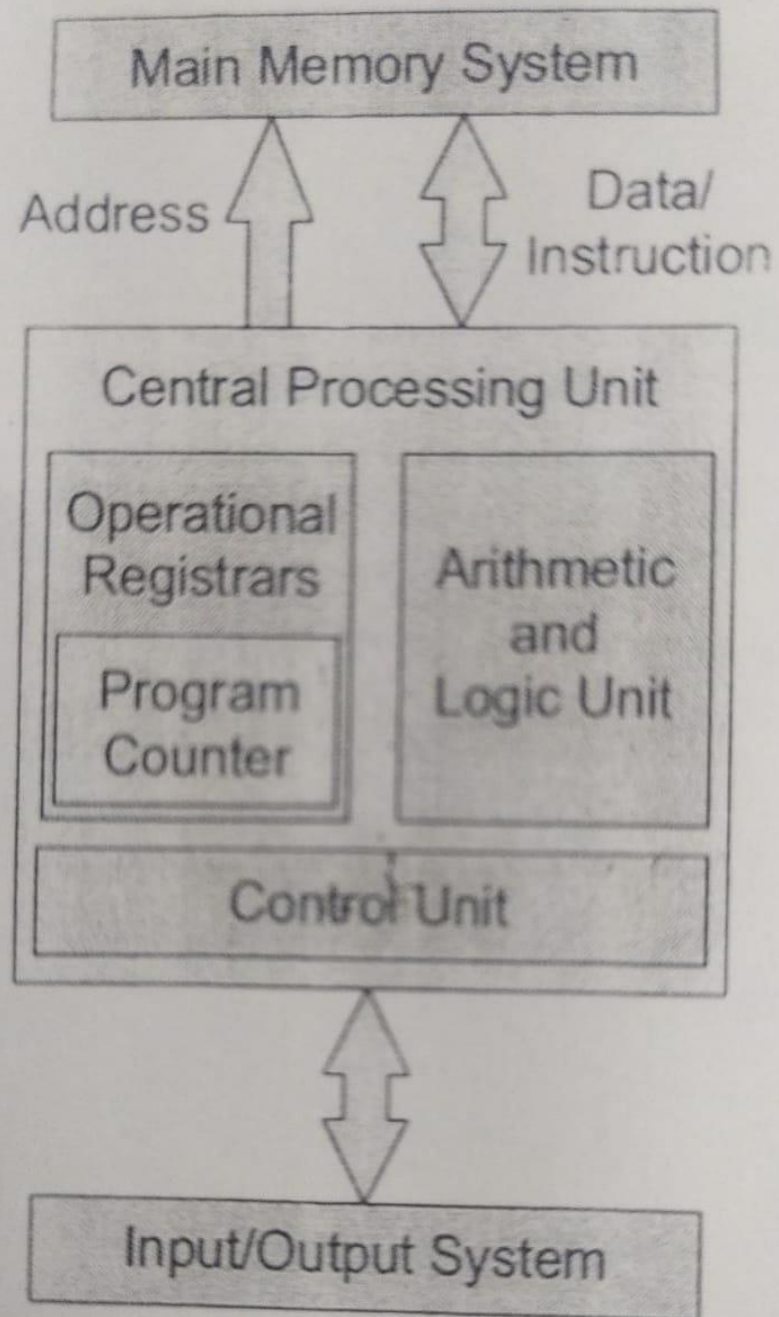 Main Memory System
Address
Data/
Instruction
Central Processing Unit
Operational
Registrars
Program
Counter
Arithmetic
and
Logic Unit
Control Unit
Input/Output System